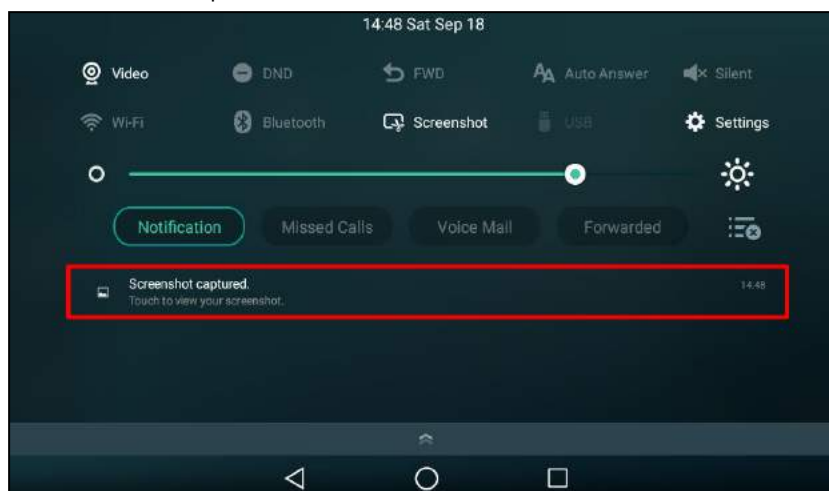 14:48 Sat Sep 18
Video DND FWD Auto Answer Silent
Wi-Fi Bluetooth Screenshot USB Settings
Notification Missed Calls Voice Mail Forwarded
Screenshot captured. 14:48
Touch to view your screenshot.